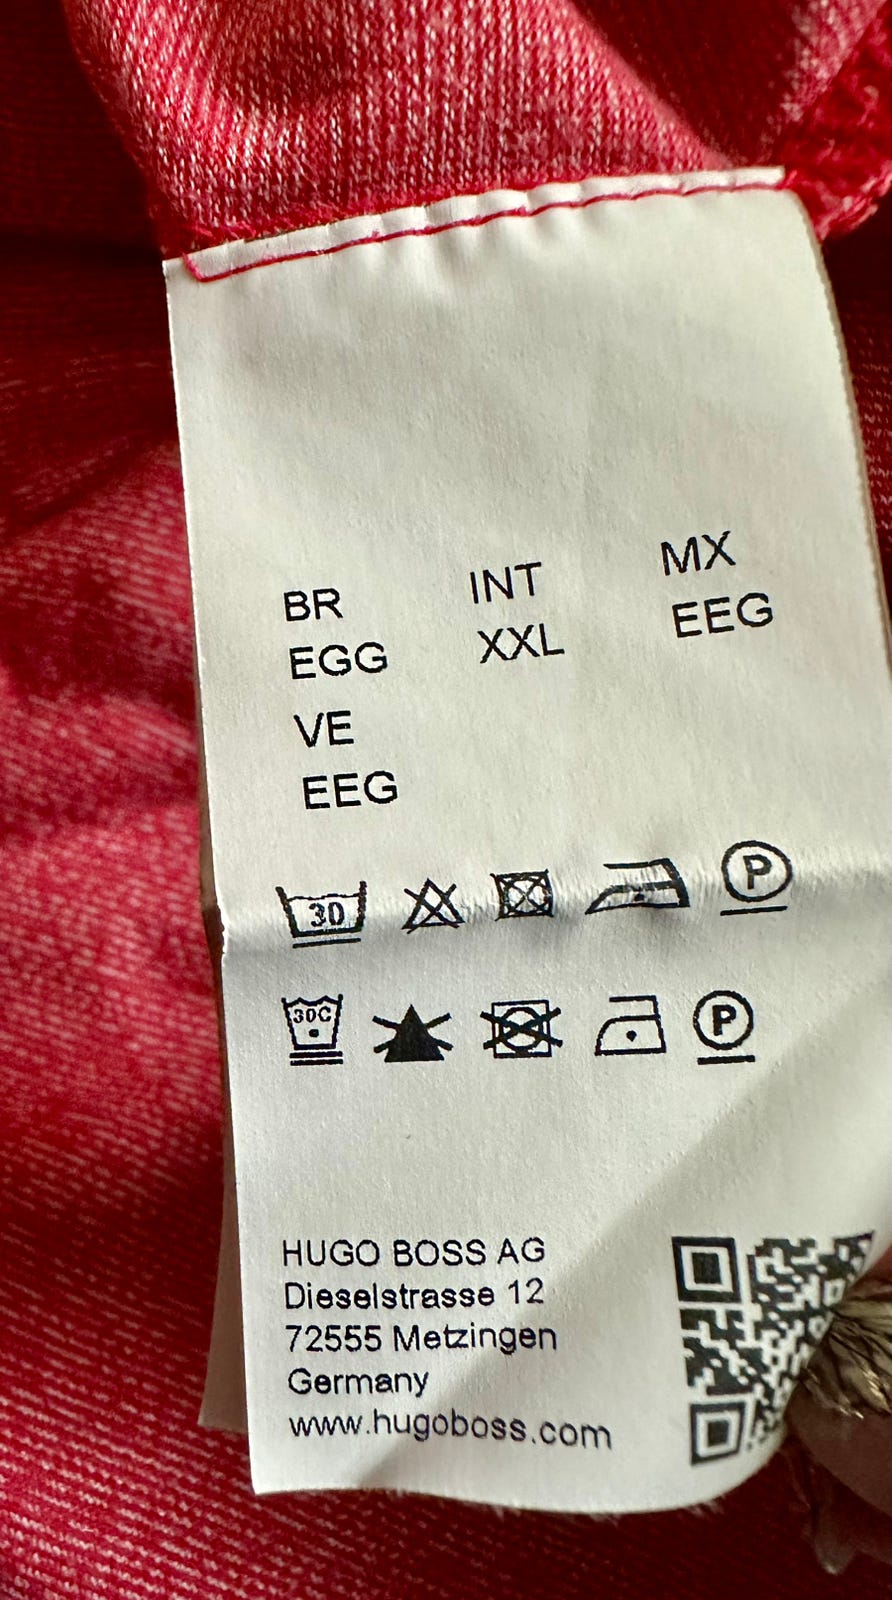 BR INT MX
EGG XXL EEG
VE
EEG
30 P
30C P
HUGO BOSS AG
Dieselstrasse 12
72555 Metzingen
Germany
www.hugoboss.com